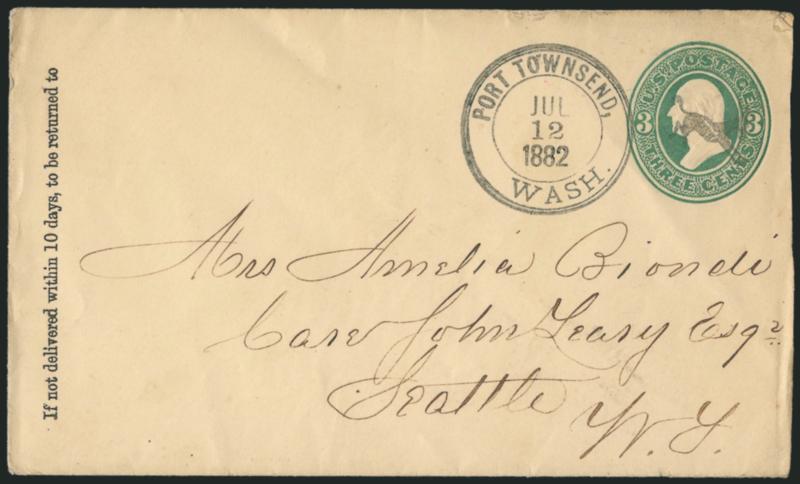 If not delivered within 10 days, to be returned to
PORT TOWNSEND,
JUL
12
1882
WASH.
U.S. POSTAGE
3 3
THREE CENTS
Mrs Amelia Biondi
Care John Leary Esqr
Seattle
W. T.